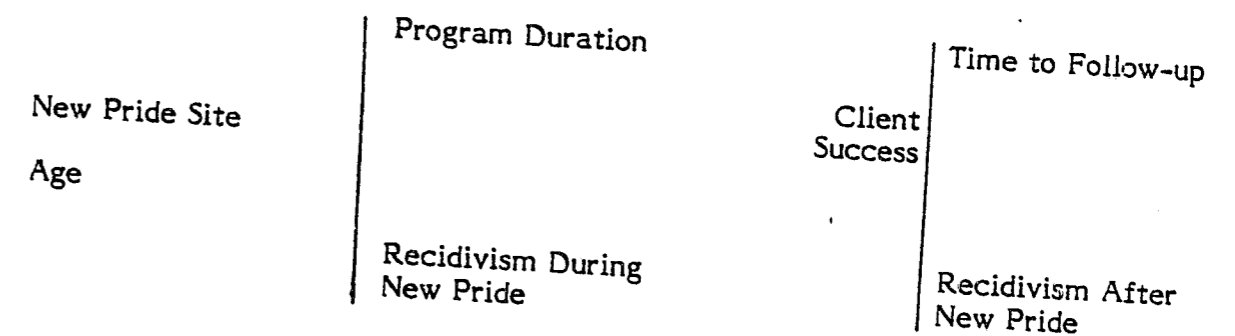 Program Duration
Time to Follow-up
New Pride Site
Client
Success
Age
Recidivism During
New Pride
Recidivism After
New Pride